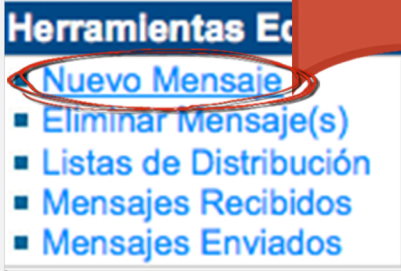 Herramientas
Nuevo Mensaje
Eliminar Mensaje(s)
Listas de Distribución
Mensajes Recibidos
Mensajes Enviados